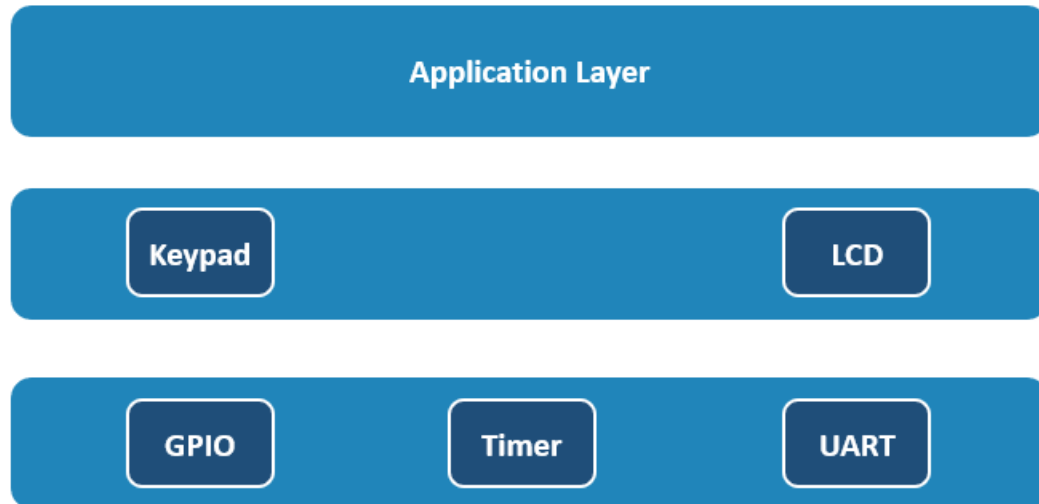 Application Layer
Keypad
LCD
GPIO
Timer
UART